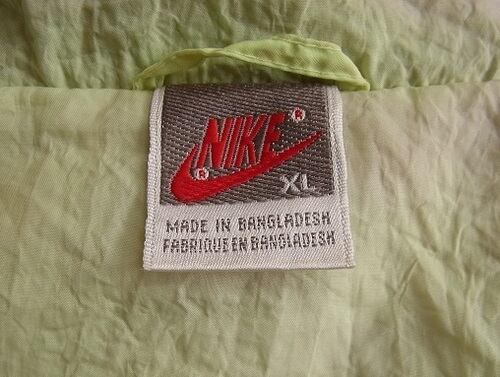 NIKE®
®
XL
MADE IN BANGLADESH
FABRIQUE EN BANGLADESH